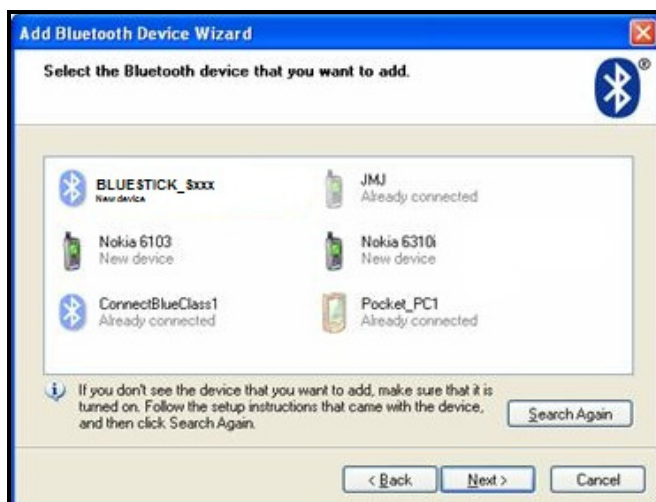 Add Bluetooth Device Wizard
Select the Bluetooth device that you want to add.
®
BLUESTICK_Sxxx
New device
JMJ
Already connected
Nokia 6103
New device
Nokia 6310i
New device
ConnectBlueClass1
Already connected
Pocket_PC1
Already connected
If you don't see the device that you want to add, make sure that it is
turned on. Follow the setup instructions that came with the device,
and then click Search Again.
Search Again
< Back
Next >
Cancel